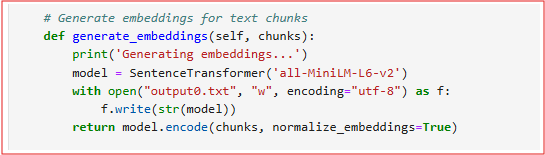 # Generate embeddings for text chunks
def generate_embeddings(self, chunks):
    print('Generating embeddings...')
    model = SentenceTransformer('all-MiniLM-L6-v2')
    with open("output0.txt", "w", encoding="utf-8") as f:
        f.write(str(model))
    return model.encode(chunks, normalize_embeddings=True)